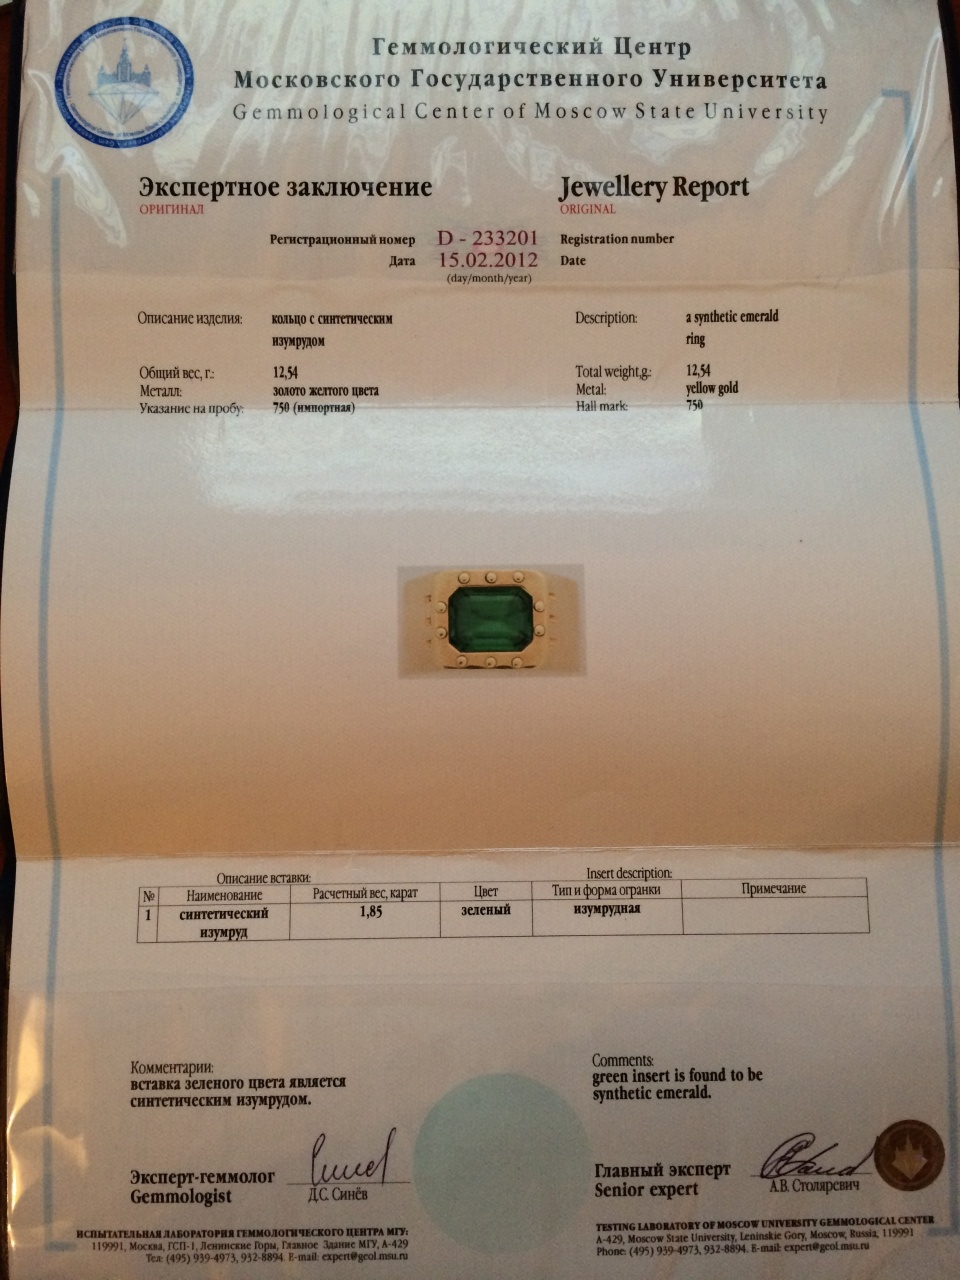 Геммологический Центр
Московского Государственного Университета
Gemmological Center of Moscow State University
Экспертное заключение
ОРИГИНАЛ
Jewellery Report
ORIGINAL
Регистрационный номер D - 233201 Registration number
Дата 15.02.2012 Date
(day/month/year)
Описание изделия: кольцо с синтетическим
изумрудом
Общий вес, г.: 12,54
Металл: золото желтого цвета
Указание на пробу: 750 (импортная)
Description: a synthetic emerald
ring
Total weight,g.: 12,54
Metal: yellow gold
Hall mark: 750
Описание вставки: Insert description:
№ Наименование Расчетный вес, карат Цвет Тип и форма огранки Примечание
1 синтетический 1,85 зеленый изумрудная
изумруд
Комментарии:
вставка зеленого цвета является
синтетическим изумрудом.
Comments:
green insert is found to be
synthetic emerald.
Эксперт-геммолог
Gemmologist
Д.С. Синёв
Главный эксперт
Senior expert
А.В. Столяревич
ИСПЫТАТЕЛЬНАЯ ЛАБОРАТОРИЯ ГЕММОЛОГИЧЕСКОГО ЦЕНТРА МГУ:
119991, Москва, ГСП-1, Ленинские Горы, Главное Здание МГУ, А-429
Тел: (495) 939-4973, 932-8894. E-mail: expert@geol.msu.ru
TESTING LABORATORY OF MOSCOW UNIVERSITY GEMMOLOGICAL CENTER
A-429, Moscow State University, Leninskie Gory, Moscow, Russia, 119991
Phone: (495) 939-4973, 932-8894. E-mail: expert@geol.msu.ru